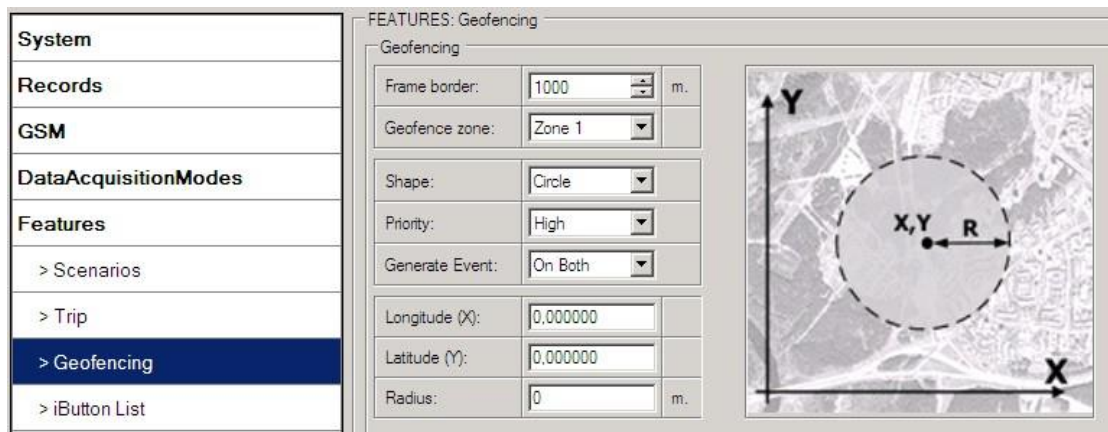 System
Records
GSM
DataAcquisitionModes
Features
> Scenarios
> Trip
> Geofencing
> iButton List
FEATURES: Geofencing
Geofencing
Frame border: 1000 m.
Geofence zone: Zone 1
Shape: Circle
Priority: High
Generate Event: On Both
Longitude (X): 0,000000
Latitude (Y): 0,000000
Radius: 0 m.
Y
X,Y R
X